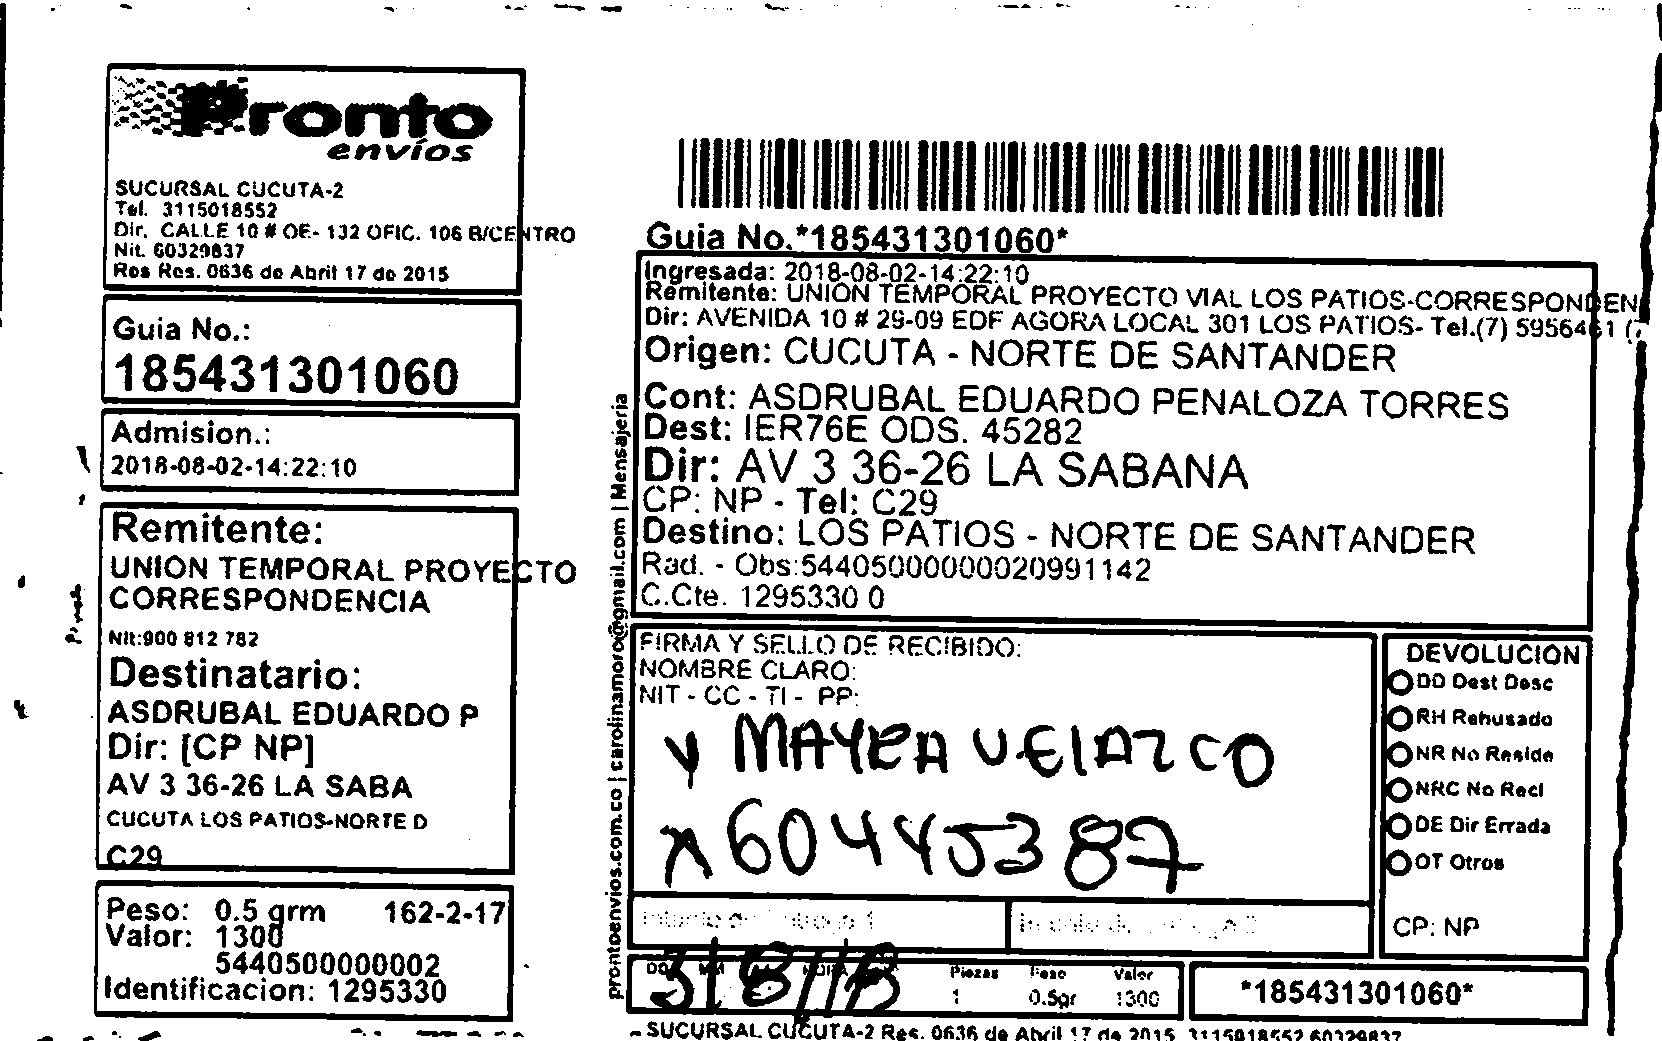 Pronto
envíos
SUCURSAL CUCUTA-2
Tel. 3115018552
Dir. CALLE 10 # OE- 132 OFIC. 106 B/CENTRO
Nit. 60329837
Res Res. 0636 de Abril 17 de 2015
Guia No.:
185431301060
Admision.:
2018-08-02-14:22:10
Remitente:
UNION TEMPORAL PROYECTO
CORRESPONDENCIA
Nit:900 812 782
Destinatario:
ASDRUBAL EDUARDO P
Dir: [CP NP]
AV 3 36-26 LA SABA
CUCUTA LOS PATIOS-NORTE D
C29
Peso: 0.5 grm 162-2-17
Valor: 1300
5440500000002
Identificacion: 1295330
prontoenvios.com.co | carolinamoro@gmail.com | Mensajeria
Guia No.*185431301060*
Ingresada: 2018-08-02-14:22:10
Remitente: UNION TEMPORAL PROYECTO VIAL LOS PATIOS-CORRESPONDEN
Dir: AVENIDA 10 # 29-09 EDF AGORA LOCAL 301 LOS PATIOS- Tel.(7) 5956461 (7
Origen: CUCUTA - NORTE DE SANTANDER
Cont: ASDRUBAL EDUARDO PENALOZA TORRES
Dest: IER76E ODS. 45282
Dir: AV 3 36-26 LA SABANA
CP: NP - Tel: C29
Destino: LOS PATIOS - NORTE DE SANTANDER
Rad. - Obs:54405000000020991142
C.Cte. 1295330 0
FIRMA Y SELLO DE RECIBIDO:
NOMBRE CLARO:
NIT - CC - TI - PP:
MAYRA VELAZCO
x 60445387
DEVOLUCION
DD Dest Desc
RH Rehusado
NR No Reside
NRC No Recl
DE Dir Errada
OT Otros
CP: NP
DD MM
Piezas Peso Valor
1 0.5gr 1300
*185431301060*
SUCURSAL CUCUTA-2 Res. 0636 de Abril 17 de 2015 3115018552 60329837